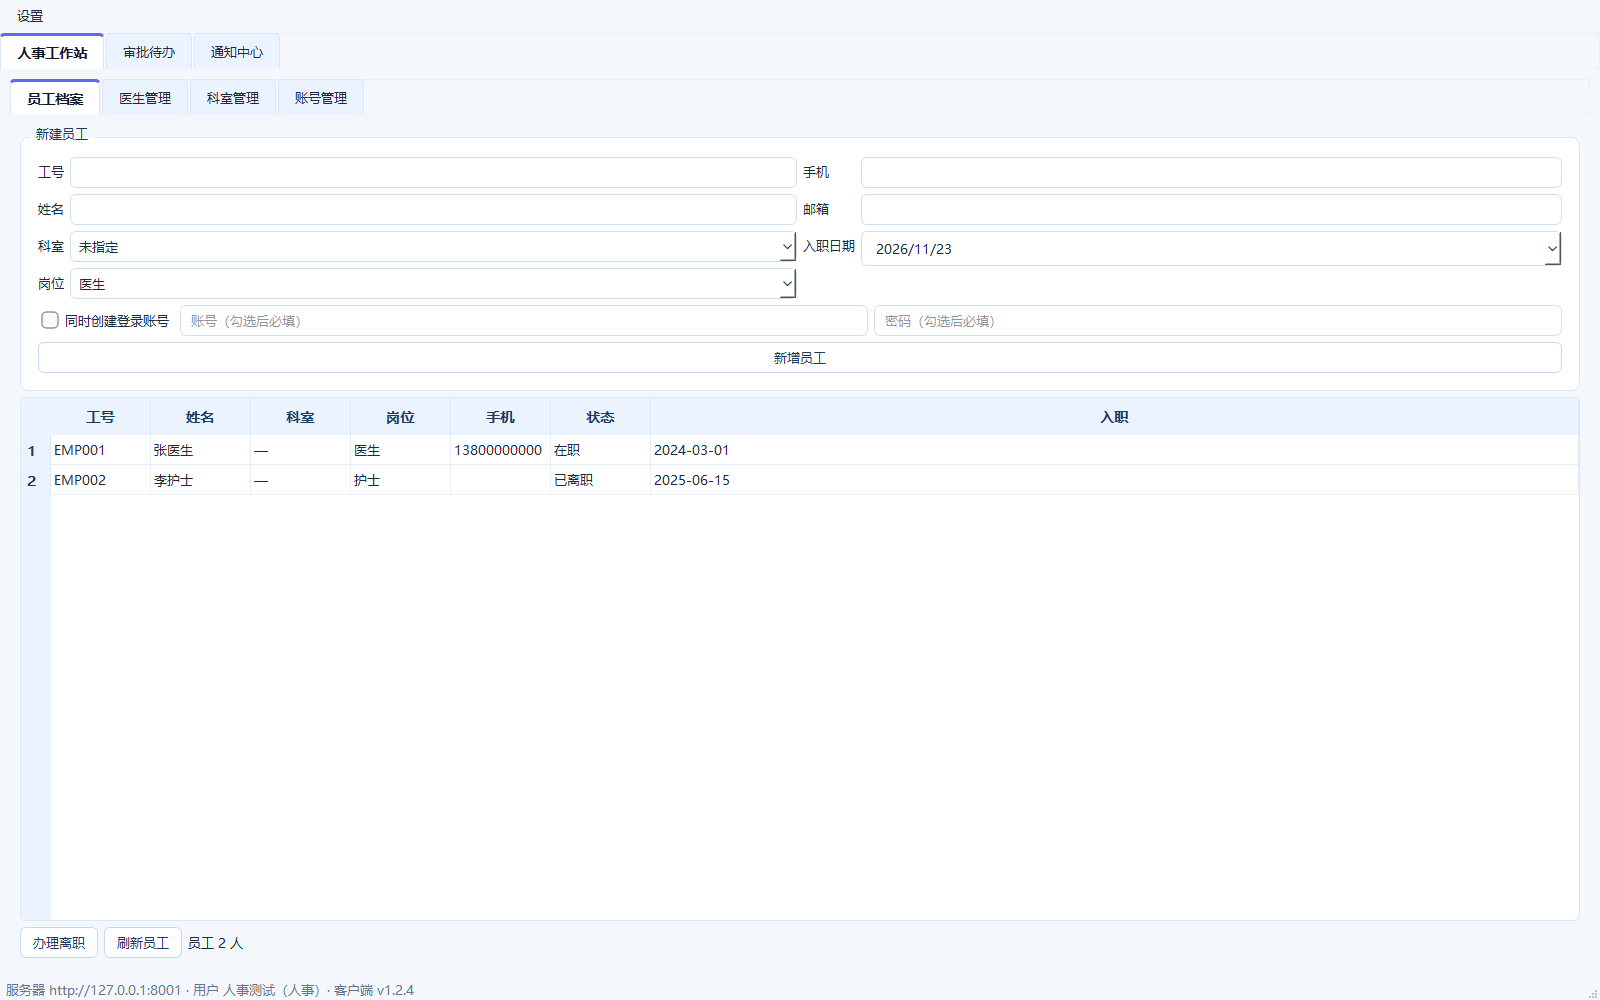 设置
人事工作站 审批待办 通知中心
员工档案 医生管理 科室管理 账号管理
新建员工
工号 手机
姓名 邮箱
科室 未指定 入职日期 2026/11/23
岗位 医生
同时创建登录账号 账号（勾选后必填） 密码（勾选后必填）
新增员工
工号 姓名 科室 岗位 手机 状态 入职
1 EMP001 张医生 — 医生 13800000000 在职 2024-03-01
2 EMP002 李护士 — 护士 已离职 2025-06-15
办理离职 刷新员工 员工 2 人
服务器 http://127.0.0.1:8001 · 用户 人事测试（人事）· 客户端 v1.2.4